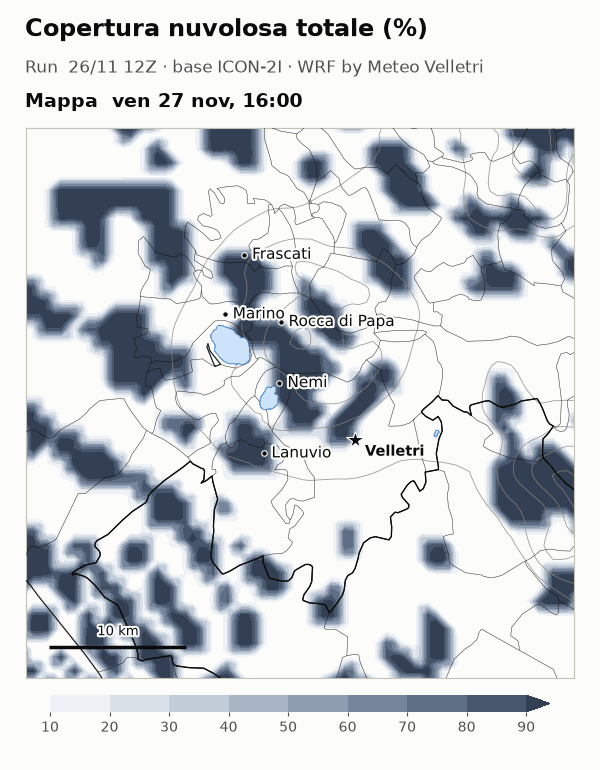 Copertura nuvolosa totale (%)
Run  26/11 12Z · base ICON-2I · WRF by Meteo Velletri
Mappa  ven 27 nov, 16:00
Frascati
Marino
Rocca di Papa
Nemi
Velletri
Lanuvio
10 km
10 20 30 40 50 60 70 80 90